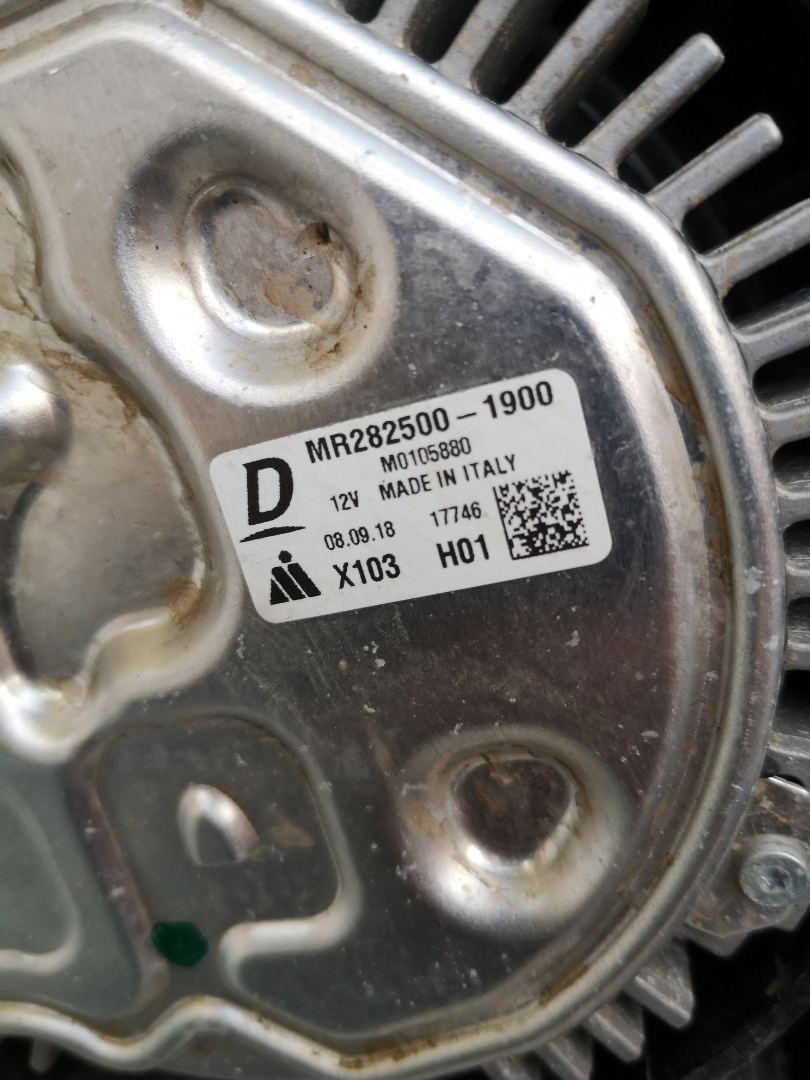 D MR282500-1900
M0105880
12V MADE IN ITALY
08.09.18 17746
X103 H01